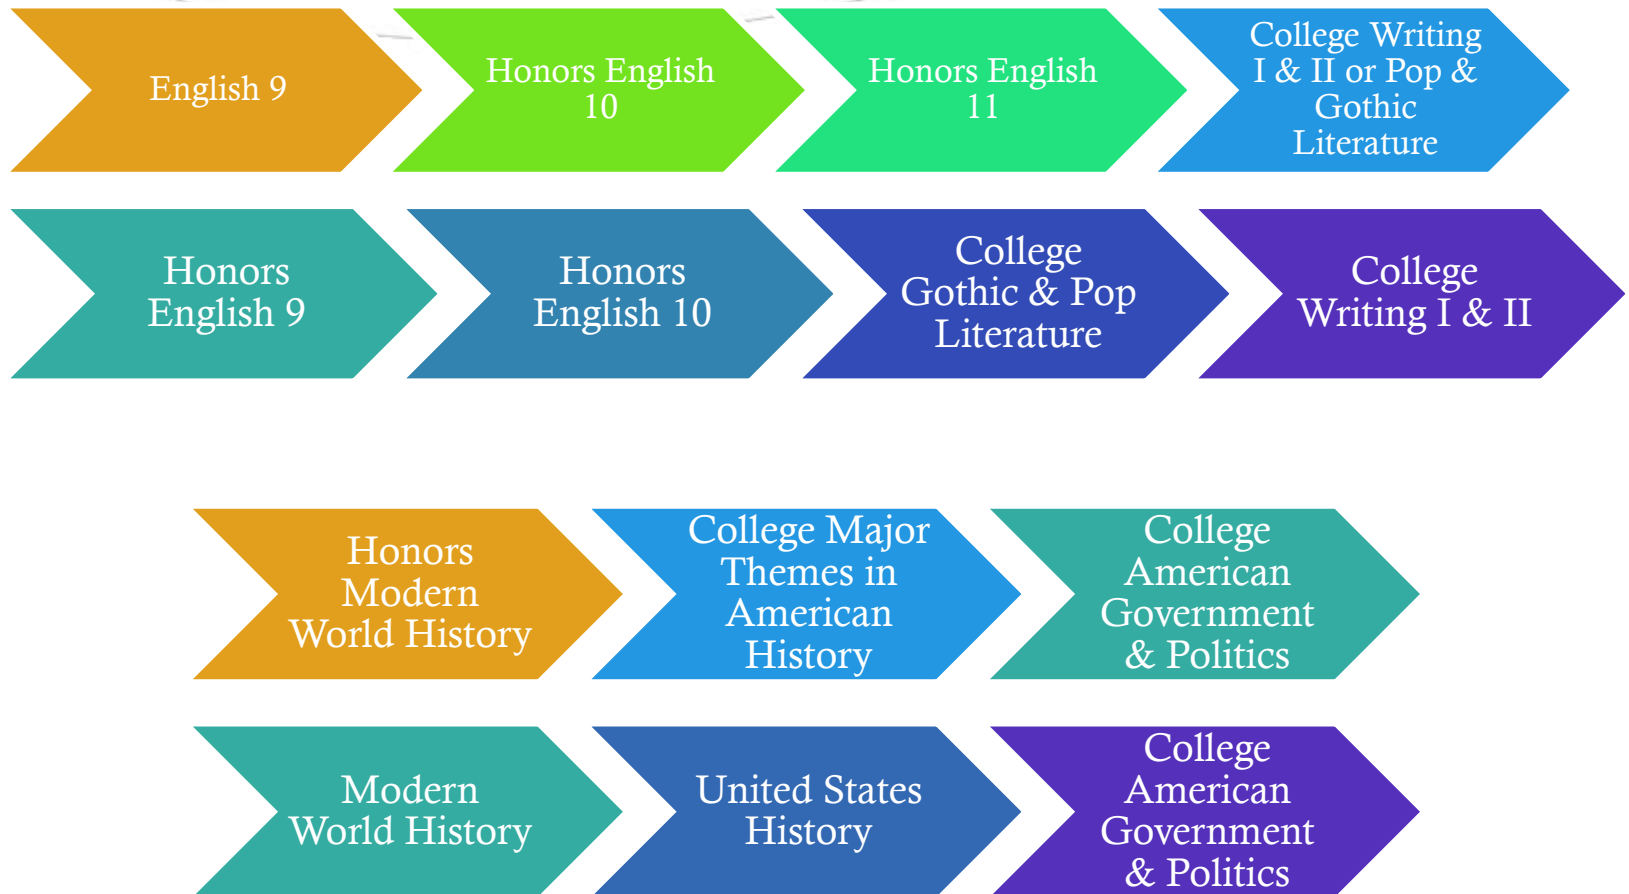 English 9
Honors English
10
Honors English
11
College Writing
I & II or Pop &
Gothic
Literature
Honors
English 9
Honors
English 10
College
Gothic & Pop
Literature
College
Writing I & II
Honors
Modern
World History
College Major
Themes in
American
History
College
American
Government
& Politics
Modern
World History
United States
History
College
American
Government
& Politics